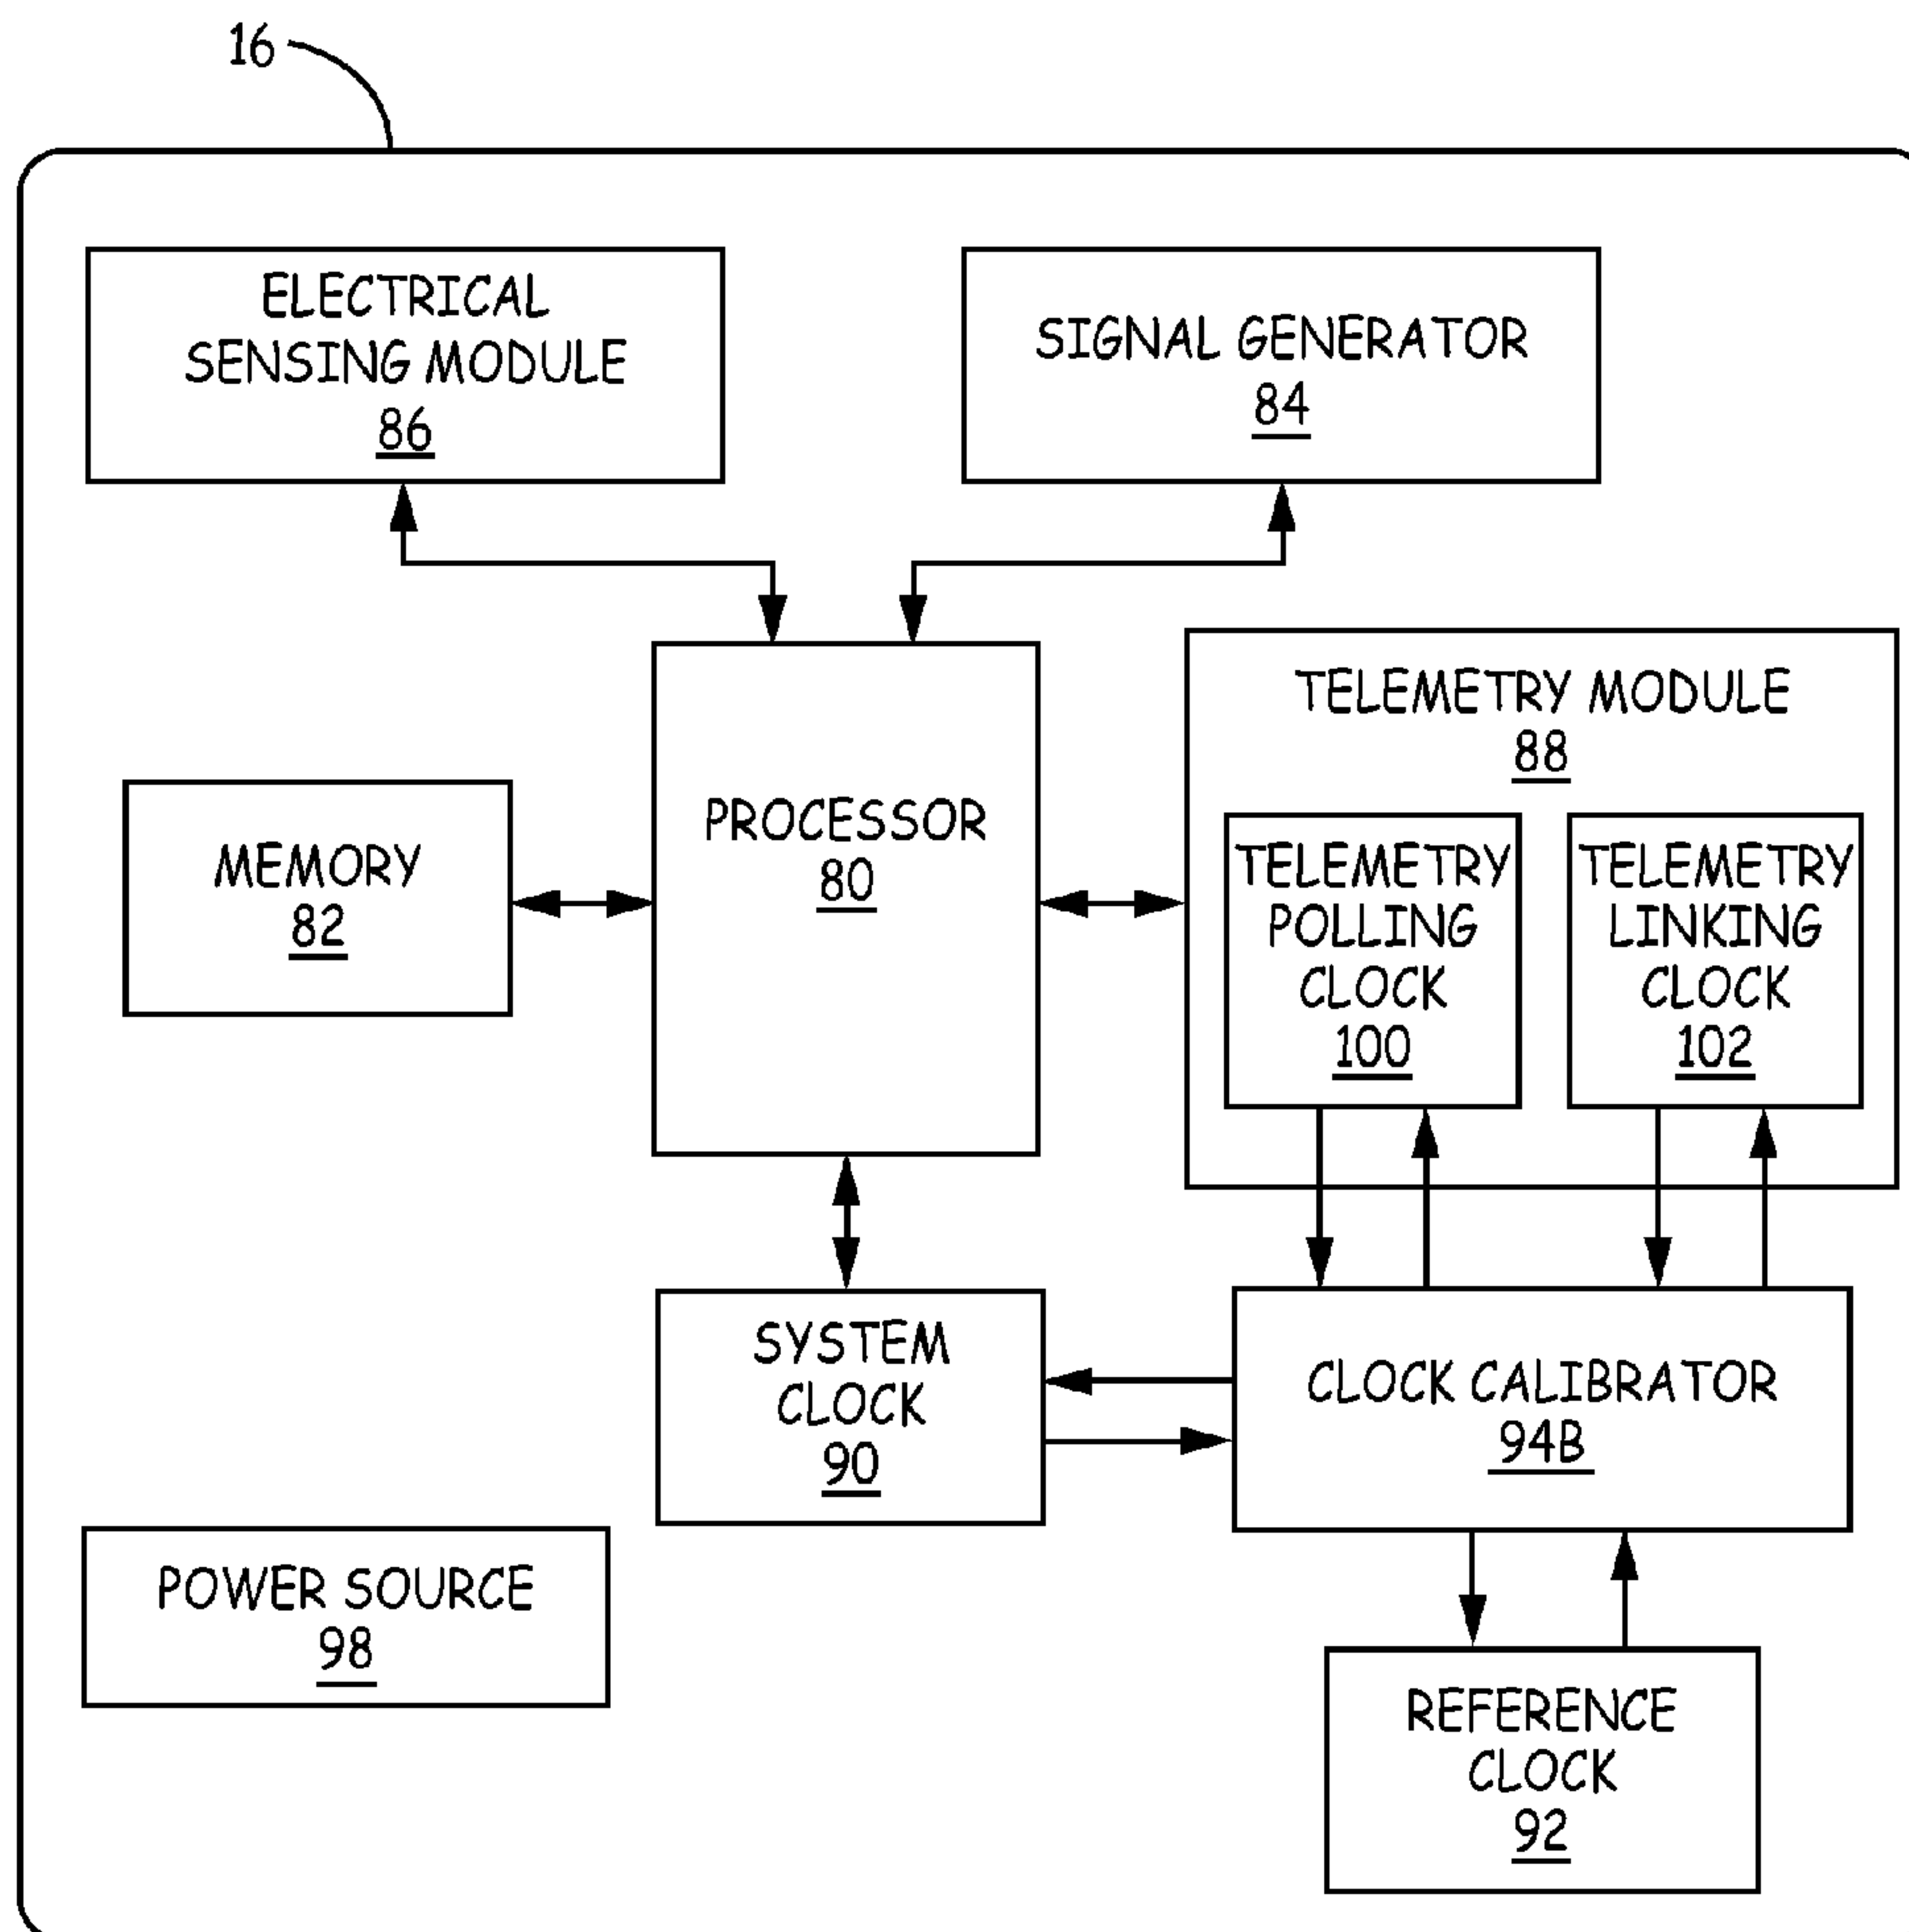 16
ELECTRICAL
SENSING MODULE
86
SIGNAL GENERATOR
84
TELEMETRY MODULE
88
PROCESSOR
80
MEMORY
82
TELEMETRY
POLLING
CLOCK
100
TELEMETRY
LINKING
CLOCK
102
SYSTEM
CLOCK
90
CLOCK CALIBRATOR
94B
POWER SOURCE
98
REFERENCE
CLOCK
92